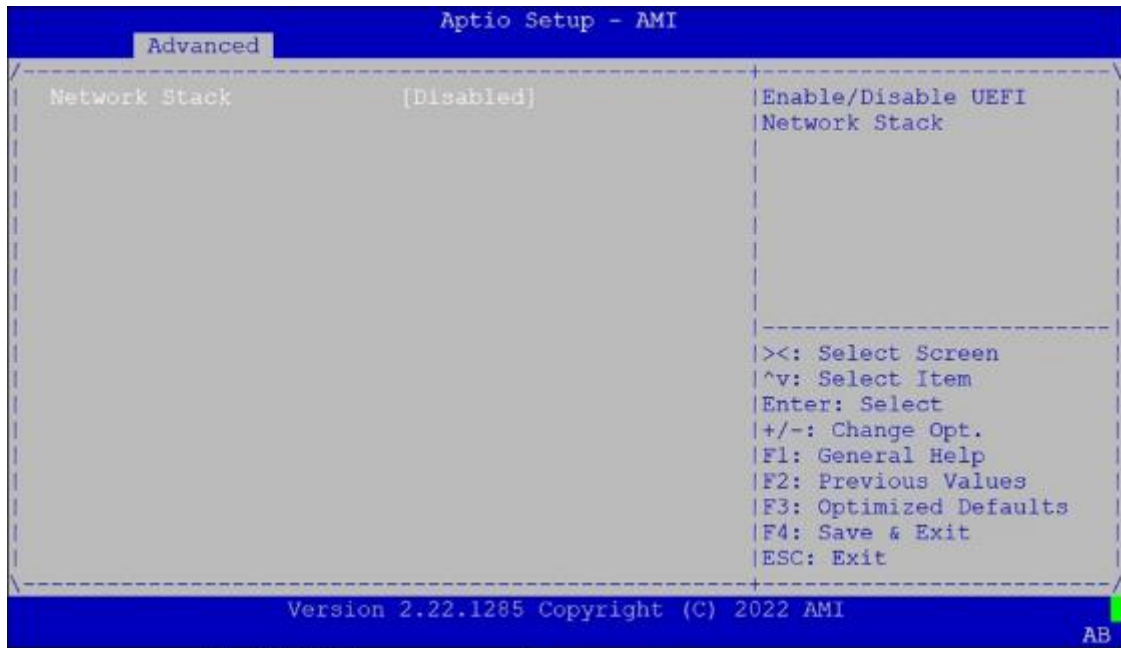 Aptio Setup - AMI
Advanced
Network Stack [Disabled]
Enable/Disable UEFI
Network Stack
><: Select Screen
^v: Select Item
Enter: Select
+/-: Change Opt.
F1: General Help
F2: Previous Values
F3: Optimized Defaults
F4: Save & Exit
ESC: Exit
Version 2.22.1285 Copyright (C) 2022 AMI
AB